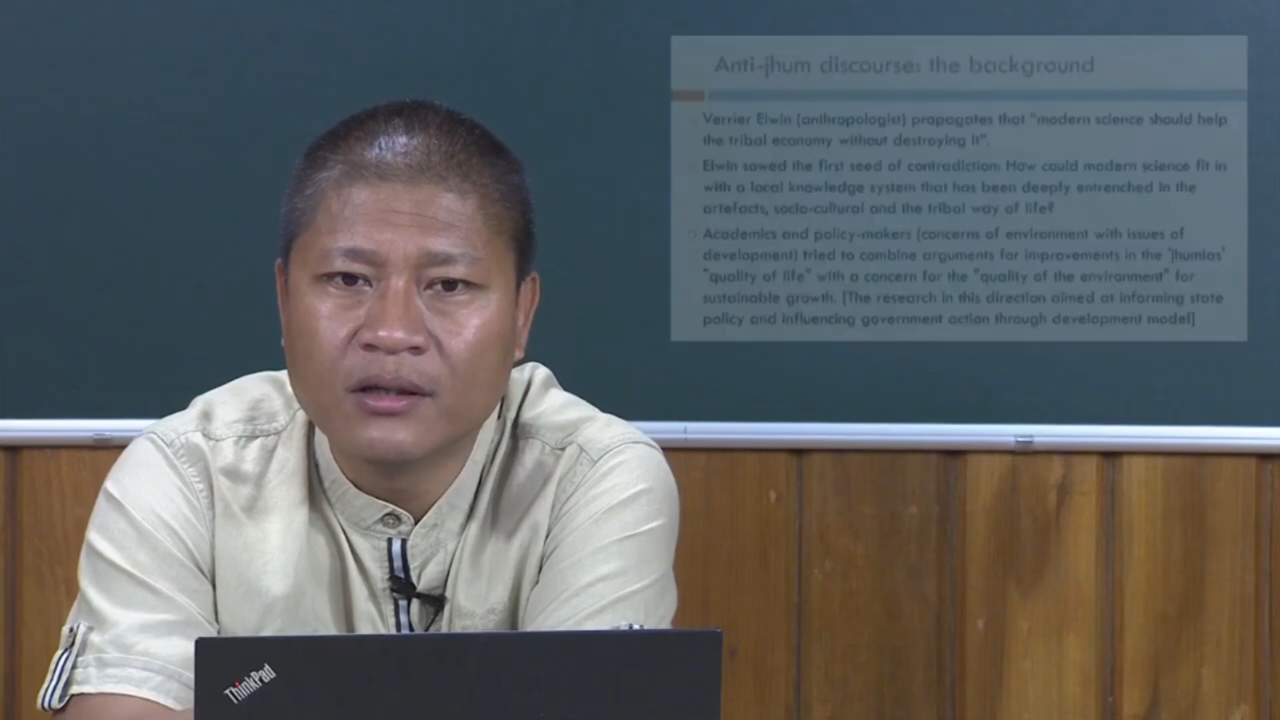 Anti-jhum discourse: the background
Verrier Elwin (anthropologist) propagates that "modern science should help
the tribal economy without destroying it".
Elwin sowed the first seed of contradiction: How could modern science fit in
with a local knowledge system that has been deeply entrenched in the
artefacts, socio-cultural and the tribal way of life?
Academics and policy-makers (concerns of environment with issues of
development) tried to combine arguments for improvements in the 'jhumias'
"quality of life" with a concern for the "quality of the environment" for
sustainable growth. [The research in this direction aimed at informing state
policy and influencing government action through development model]
ThinkPad